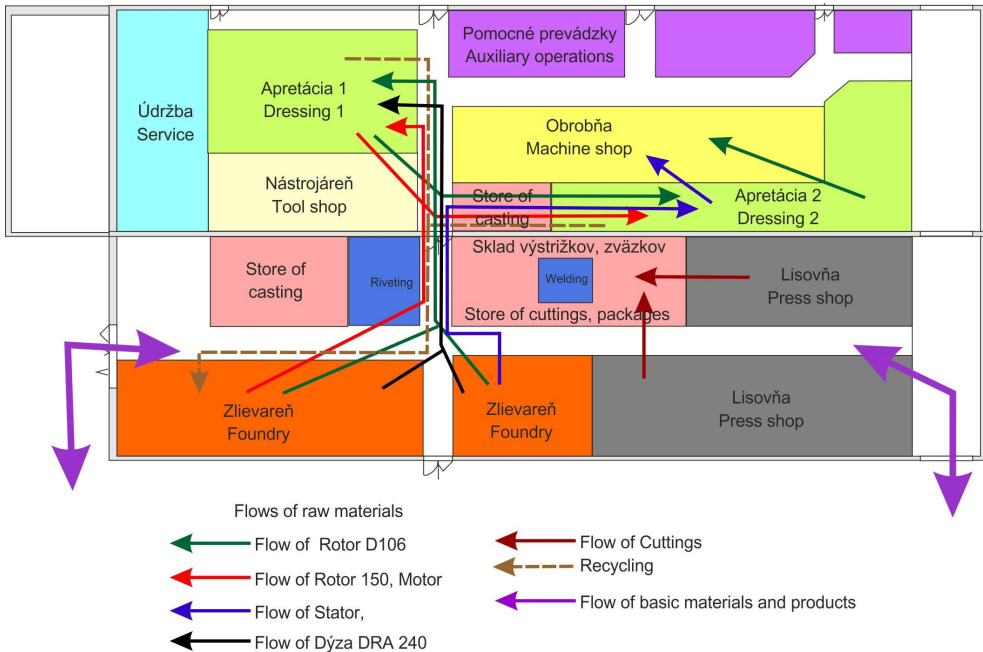 Pomocné prevádzky
Auxiliary operations
Údržba
Service
Apretácia 1
Dressing 1
Obrobňa
Machine shop
Nástrojáreň
Tool shop
Store of
casting
Apretácia 2
Dressing 2
Store of
casting
Riveting
Sklad výstrižkov, zväzkov
Welding
Store of cuttings, packages
Lisovňa
Press shop
Zlievareň
Foundry
Zlievareň
Foundry
Lisovňa
Press shop
Flows of raw materials
Flow of Rotor D106
Flow of Rotor 150, Motor
Flow of Stator,
Flow of Dýza DRA 240
Flow of Cuttings
Recycling
Flow of basic materials and products